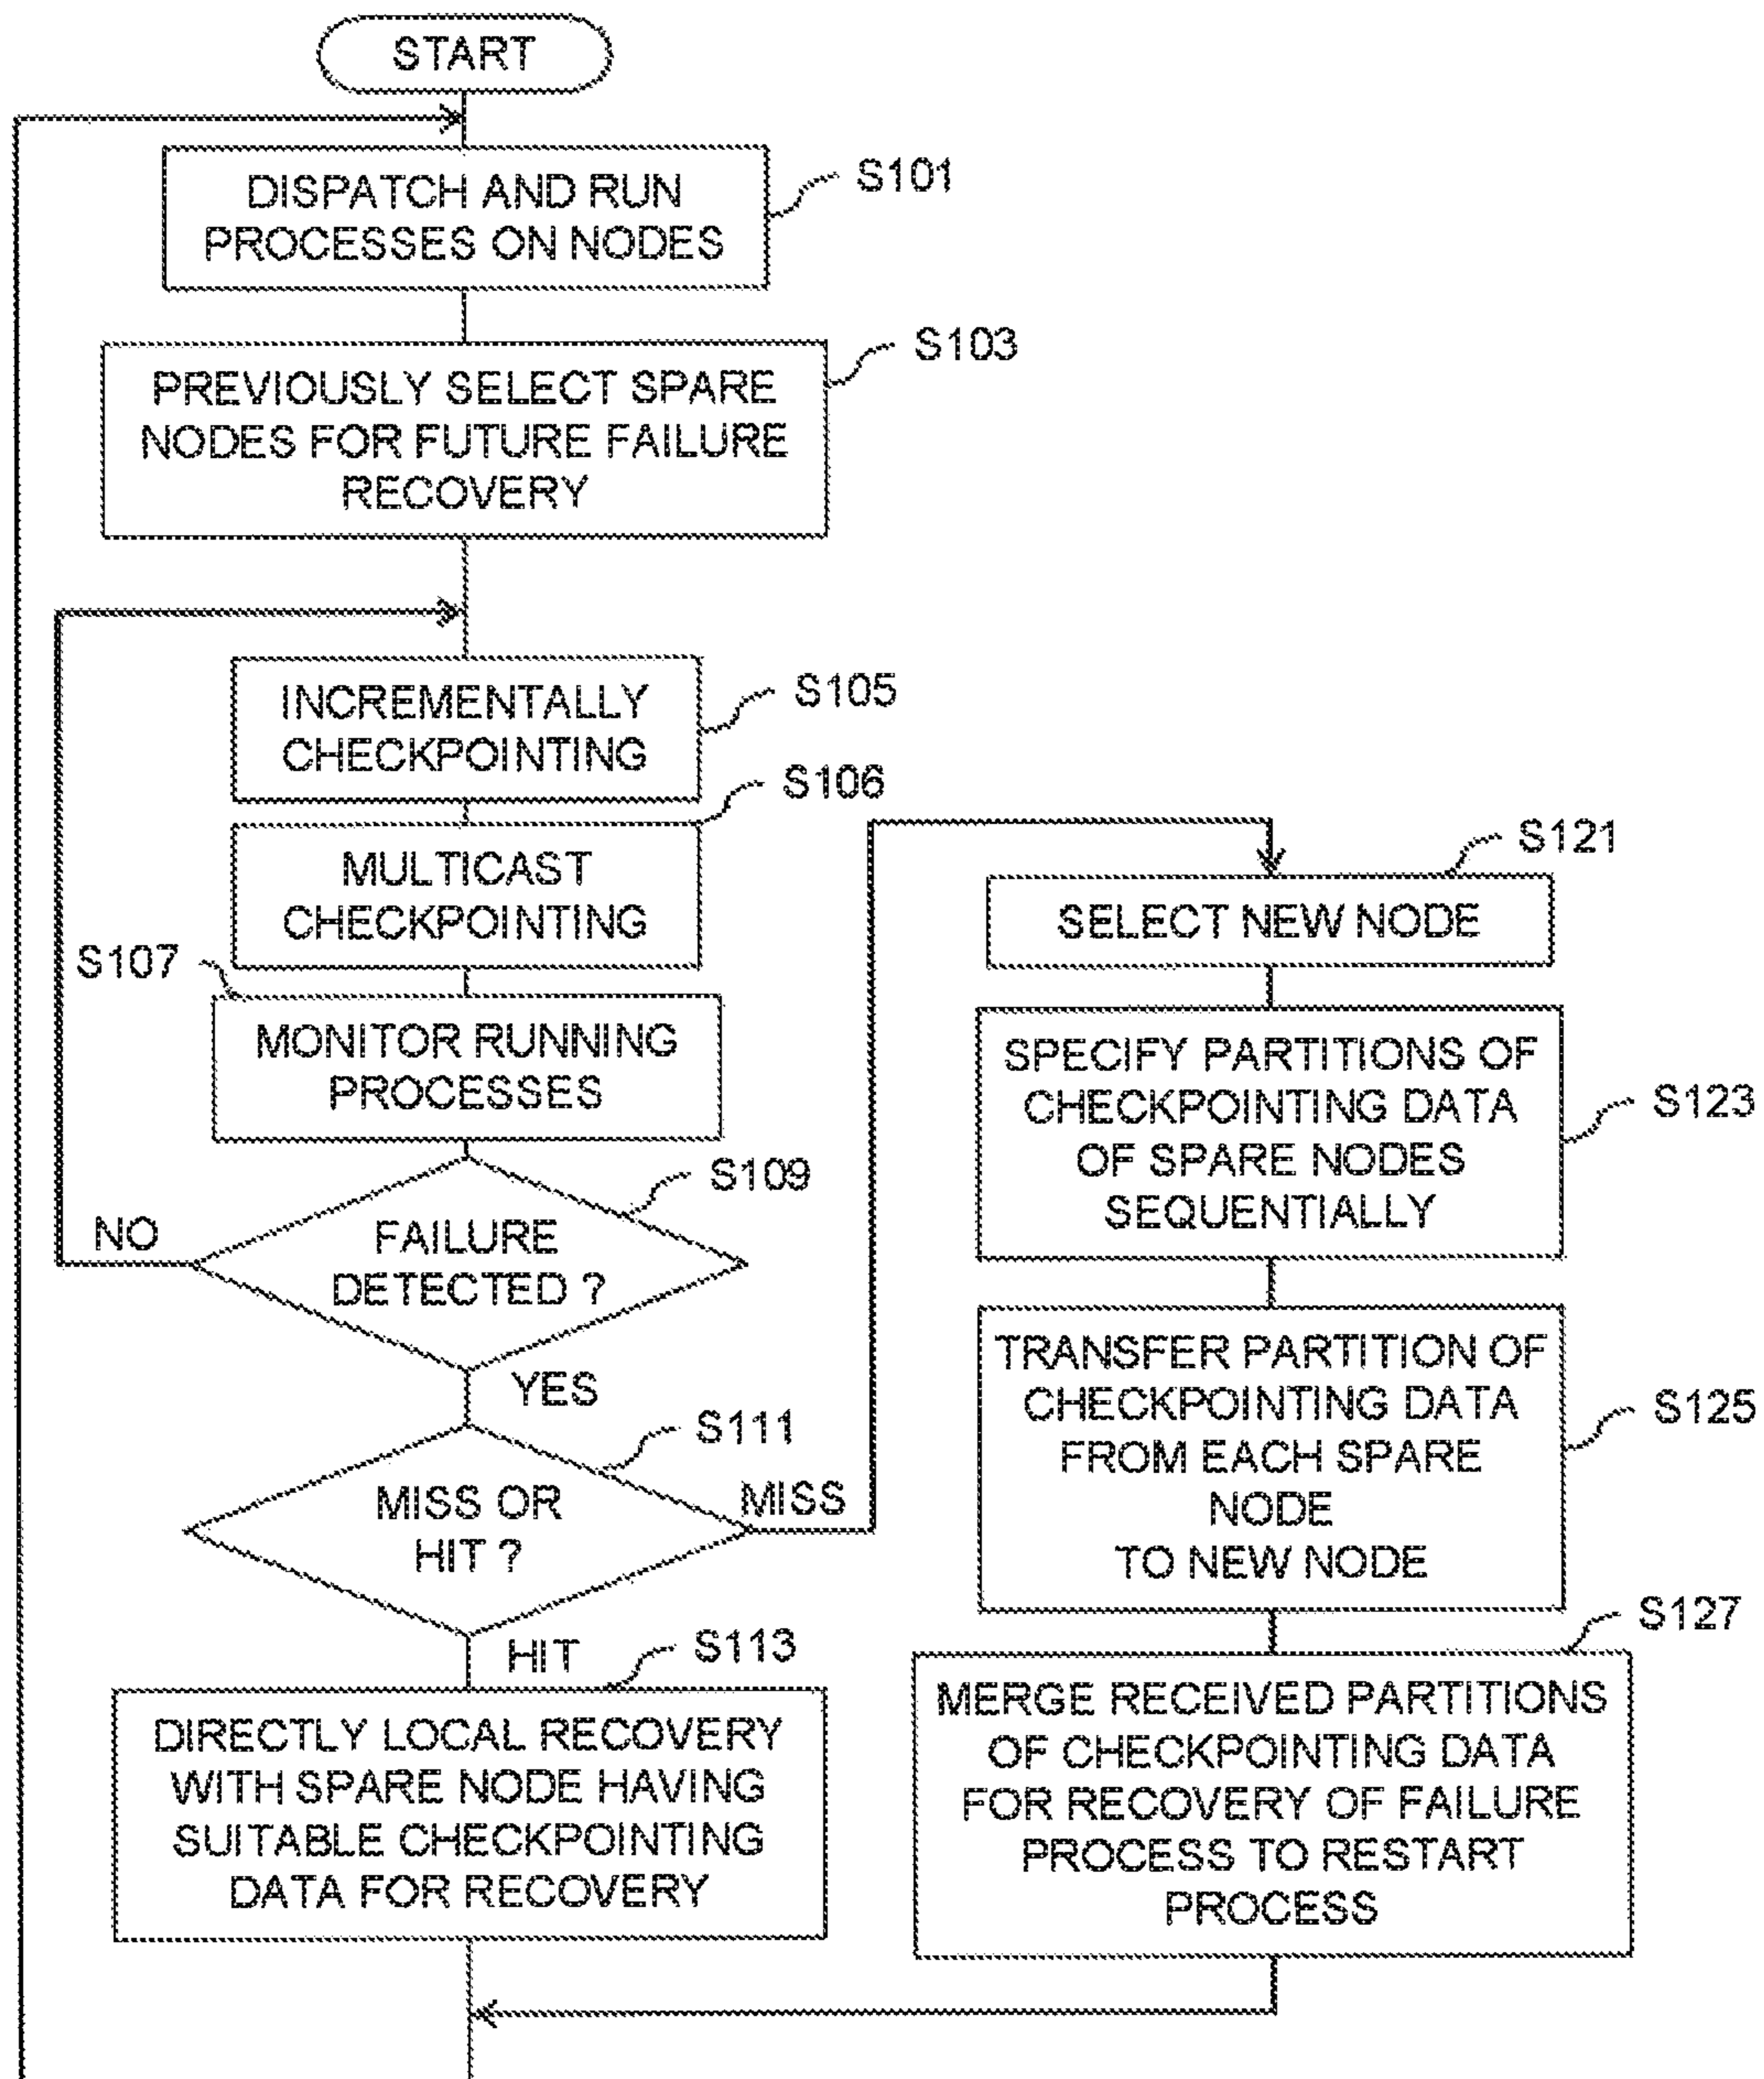 START
DISPATCH AND RUN
PROCESSES ON NODES
S101
PREVIOUSLY SELECT SPARE
NODES FOR FUTURE FAILURE
RECOVERY
S103
INCREMENTALLY
CHECKPOINTING
S105
MULTICAST
CHECKPOINTING
S106
S107
MONITOR RUNNING
PROCESSES
FAILURE
DETECTED ?
S109
NO
YES
MISS OR
HIT ?
S111
MISS
HIT
DIRECTLY LOCAL RECOVERY
WITH SPARE NODE HAVING
SUITABLE CHECKPOINTING
DATA FOR RECOVERY
S113
SELECT NEW NODE
S121
SPECIFY PARTITIONS OF
CHECKPOINTING DATA
OF SPARE NODES
SEQUENTIALLY
S123
TRANSFER PARTITION OF
CHECKPOINTING DATA
FROM EACH SPARE
NODE
TO NEW NODE
S125
MERGE RECEIVED PARTITIONS
OF CHECKPOINTING DATA
FOR RECOVERY OF FAILURE
PROCESS TO RESTART
PROCESS
S127